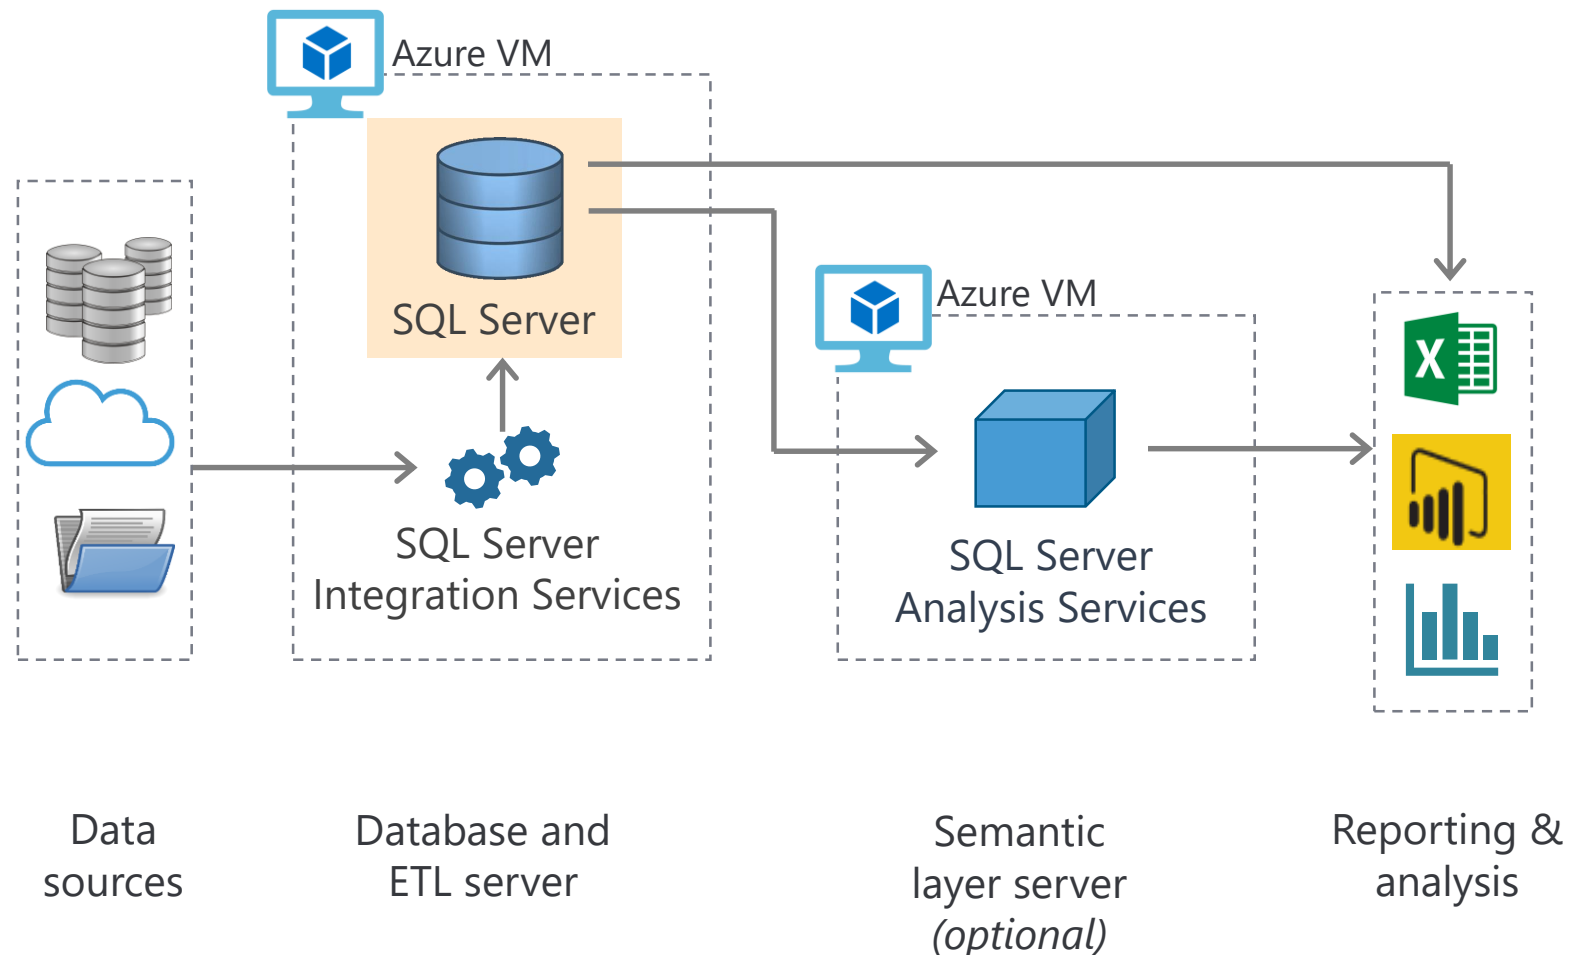 Azure VM
SQL Server
SQL Server
Integration Services
Azure VM
SQL Server
Analysis Services
X
Data
sources
Database and
ETL server
Semantic
layer server
(optional)
Reporting &
analysis